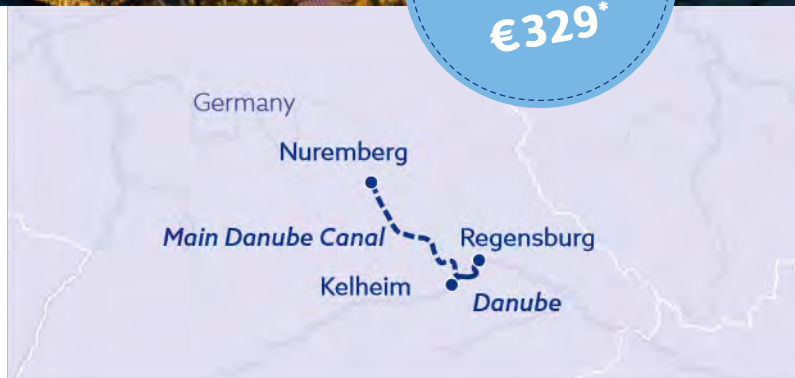 €329*
Germany
Nuremberg
Main Danube Canal
Regensburg
Kelheim
Danube